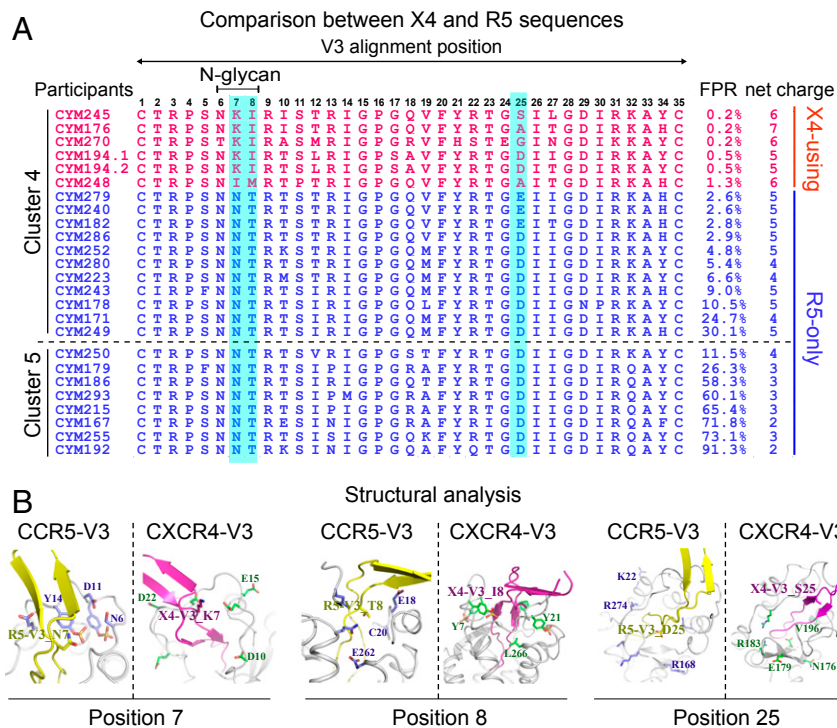 A
Comparison between X4 and R5 sequences
V3 alignment position
N-glycan
Participants FPR net charge
1 2 3 4 5 6 7 8 9 10 11 12 13 14 15 16 17 18 19 20 21 22 23 24 25 26 27 28 29 30 31 32 33 34 35
CYM245 C T R P S N K I R I S T R I G P G Q V F Y R T G S I L G D I R K A Y C 0.2% 6
CYM176 C T R P S N K I R T S T R I G P G Q A F Y R T G A I T G D I R K A H C 0.2% 7
CYM270 C T R P S T K I R A S M R I G P G R V F H S T E G I N G D I R K A Y C 0.2% 6
CYM194.1 C T R P S N K I R T S L R I G P S A V F Y R T G D I T G D I R K A Y C 0.5% 5
CYM194.2 C T R P S N K I R T S L R I G P S A V F Y R T G D I T G D I R K A Y C 0.5% 5
CYM248 C T R P S N I M R T P T R I G P G Q V F Y R T G A I T G D I R K A H C 1.3% 6
CYM279 C T R P S N N T R T S T R I G P G Q V F Y R T G E I I G D I R K A H C 2.6% 5
CYM240 C T R P S N N T R T S T R I G P G Q M F Y R T G E I I G D I R K A H C 2.6% 5
CYM182 C T R P S N N T R T S T R I G P G Q V F Y R T G E I I G D I R K A H C 2.8% 5
CYM286 C T R P S N N T R T S T R I G P G Q V F Y R T G D I I G D I R K A H C 2.9% 5
CYM252 C T R P S N N T R K S T R I G P G Q M F Y R T G D I I G D I R K A Y C 4.8% 5
CYM280 C T R P S N N T R T S T R I G P G Q M F Y R T G D I I G D I R K A Y C 5.4% 4
CYM223 C T R P S N N T R M S T R I G P G Q M F Y R T G D I I G D I R K A H C 6.6% 4
CYM243 C I R P F N N T R T S T R I G P G Q M F Y R T G D I I G D I R K A H C 9.0% 5
CYM178 C T R P S N N T R T S I R I G P G Q L F Y R T G D I I G N P R K A Y C 10.5% 5
CYM171 C T R P S N N T R T S I R I G P G Q M F Y R T G D I I G D I R K A Y C 24.7% 4
CYM249 C T R P S N N T R T S I R I G P G Q M F Y R T G D I I G D I R K A Y C 30.1% 5
CYM250 C T R P S N N T R T S V R I G P G S T F Y R T G D I I G D I R K A Y C 11.5% 4
CYM179 C T R P F N N T R T S I P I G P G R A F Y R T G D I I G D I R Q A Y C 26.3% 3
CYM186 C T R P S N N T R T S I R I G P G Q T F Y R T G D I I G D I R K A Y C 58.3% 3
CYM293 C T R P S N N T R T S I P M G P G R A F Y R T G D I I G D I R Q A Y C 60.1% 3
CYM215 C T R P S N N T R T S I P I G P G R A F Y R T G D I I G D I R Q A Y C 65.4% 3
CYM167 C T R P S N N T R E S I N I G P G R A F Y R T G D I I G D I R Q A F C 71.8% 2
CYM255 C T R P S N N T R T S I S I G P G Q K F Y R T G D I I G D I R Q A Y C 73.1% 3
CYM192 C T R P S N N T R K S I N I G P G R A F Y Q T G D I I G D I R Q A Y C 91.3% 2
Cluster 4
Cluster 5
X4-using
R5-only
B
Structural analysis
CCR5-V3 CXCR4-V3 CCR5-V3 CXCR4-V3 CCR5-V3 CXCR4-V3
D11
Y14
N6
R5-V3_N7
E15
D22
X4-V3_K7
D10
E18
R5-V3_T8
C20
E262
X4-V3_I8
Y7
Y21
L266
K22
R274
R5-V3_D25
R168
X4-V3_S25
V196
R183
E179
N176
Position 7 Position 8 Position 25